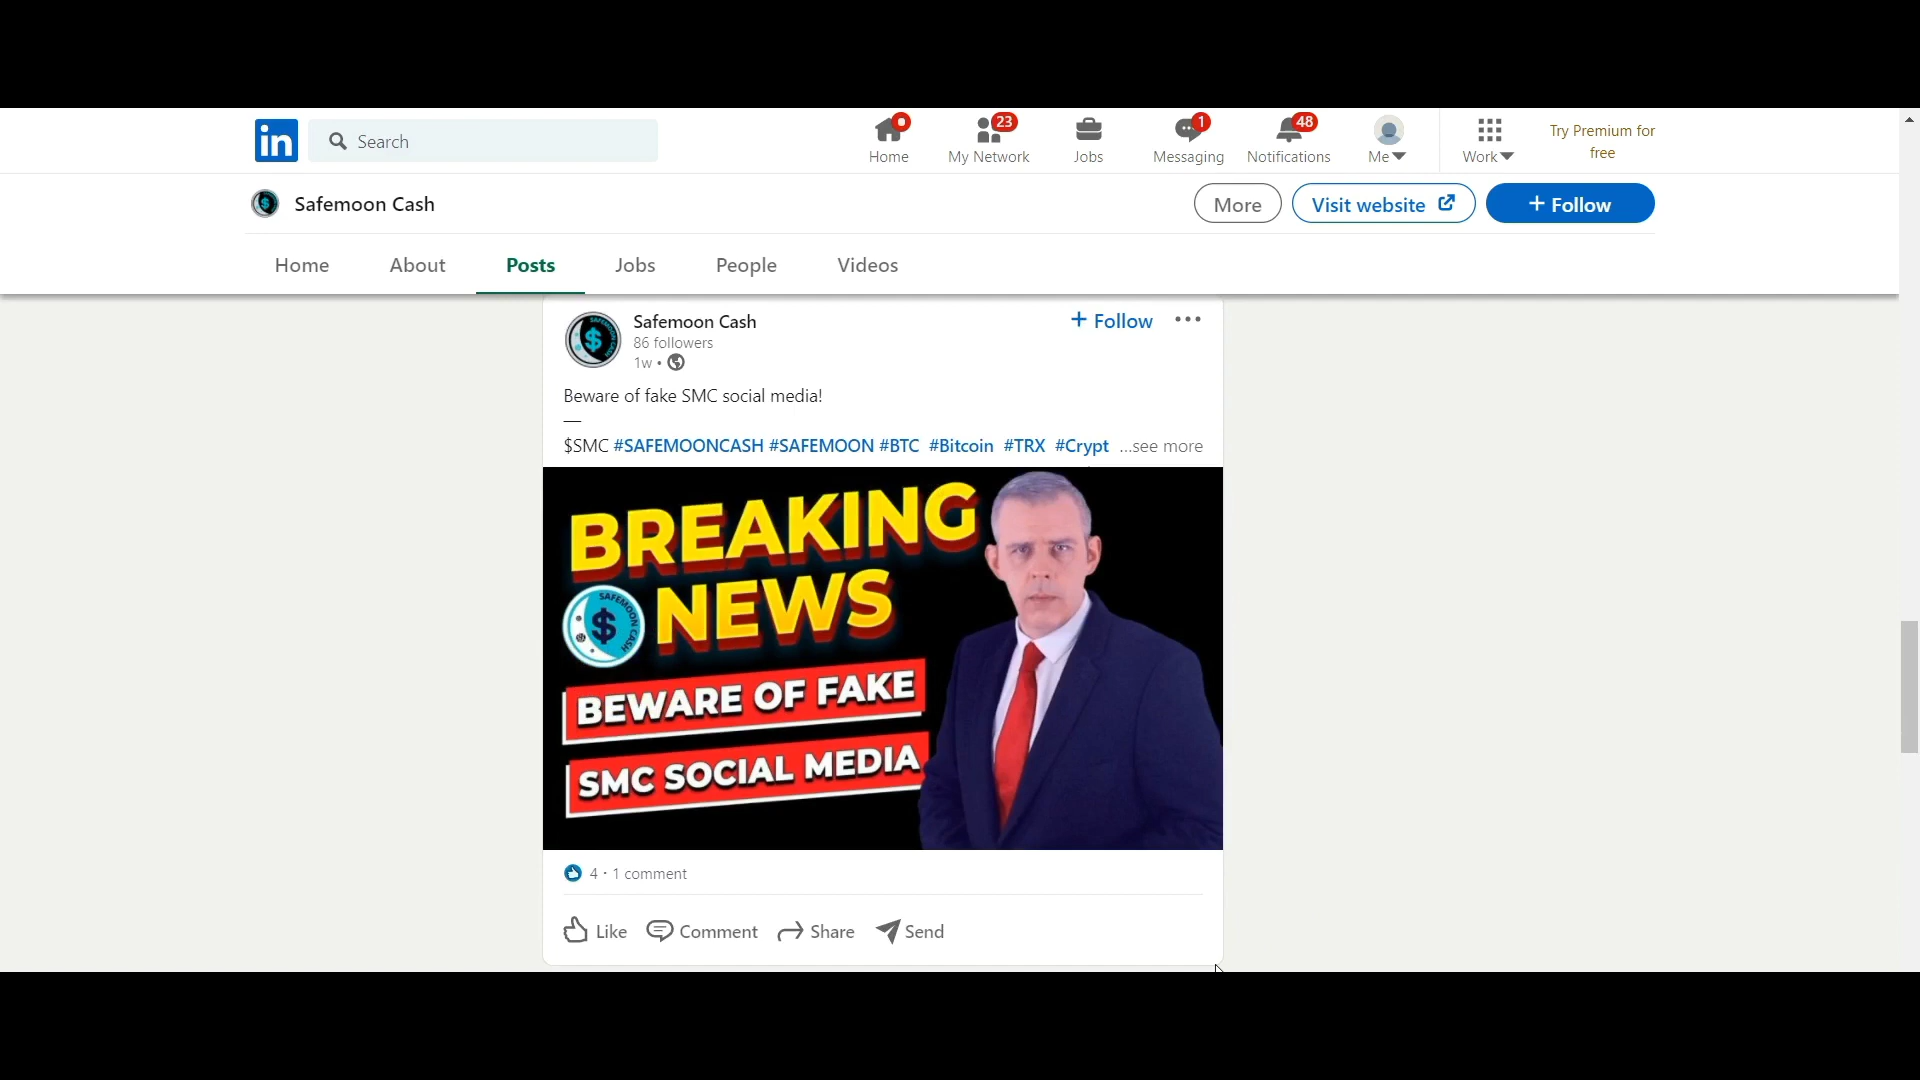 in Search
23 1 48
Home My Network Jobs Messaging Notifications Me Work
Try Premium for
free
Safemoon Cash More Visit website + Follow
Home About Posts Jobs People Videos
Safemoon Cash + Follow ...
86 followers
1w •
Beware of fake SMC social media!
—
$SMC #SAFEMOONCASH #SAFEMOON #BTC #Bitcoin #TRX #Crypt ...see more
BREAKING
NEWS
SAFEMOON CASH
$
BEWARE OF FAKE
SMC SOCIAL MEDIA
4 · 1 comment
Like Comment Share Send